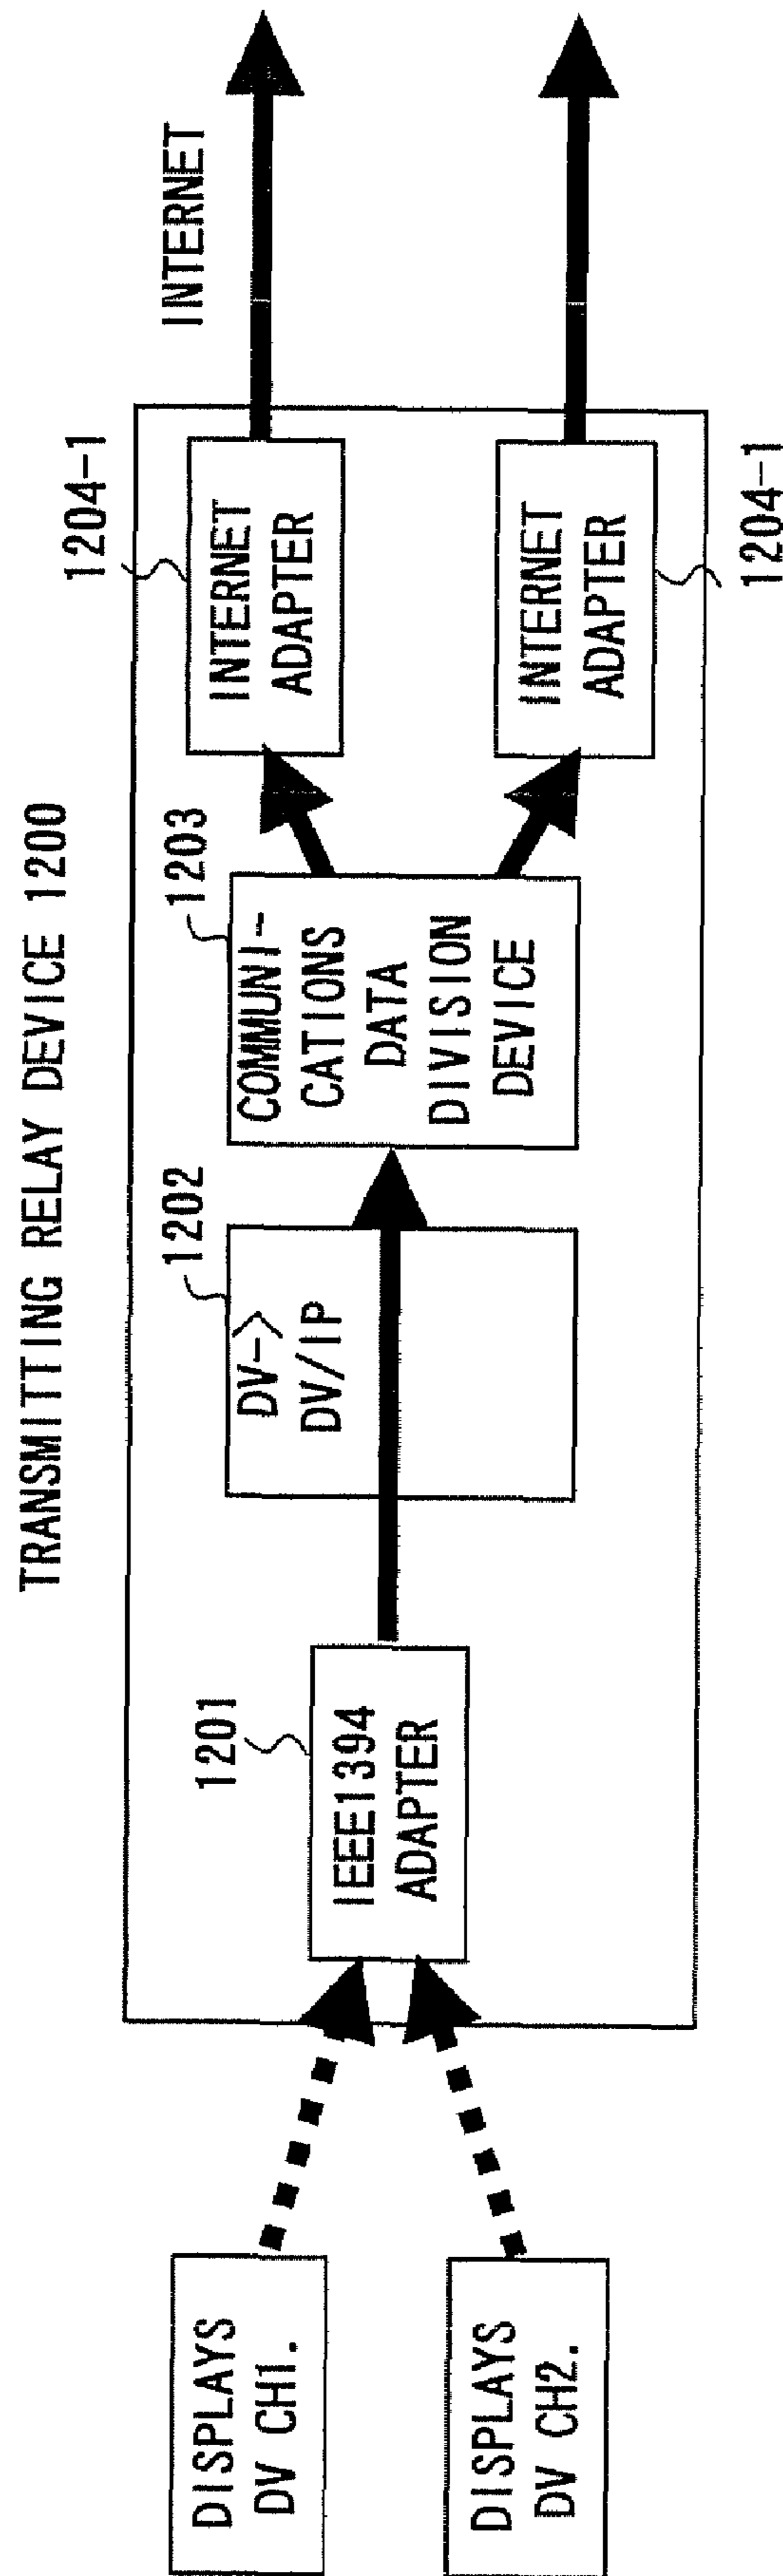 TRANSMITTING RELAY DEVICE 1200
DISPLAYS
DV CH1.
DISPLAYS
DV CH2.
1201
IEEE1394
ADAPTER
1202
DV->
DV/IP
1203
COMMUNI-
CATIONS
DATA
DIVISION
DEVICE
1204-1
INTERNET
ADAPTER
INTERNET
ADAPTER
1204-1
INTERNET